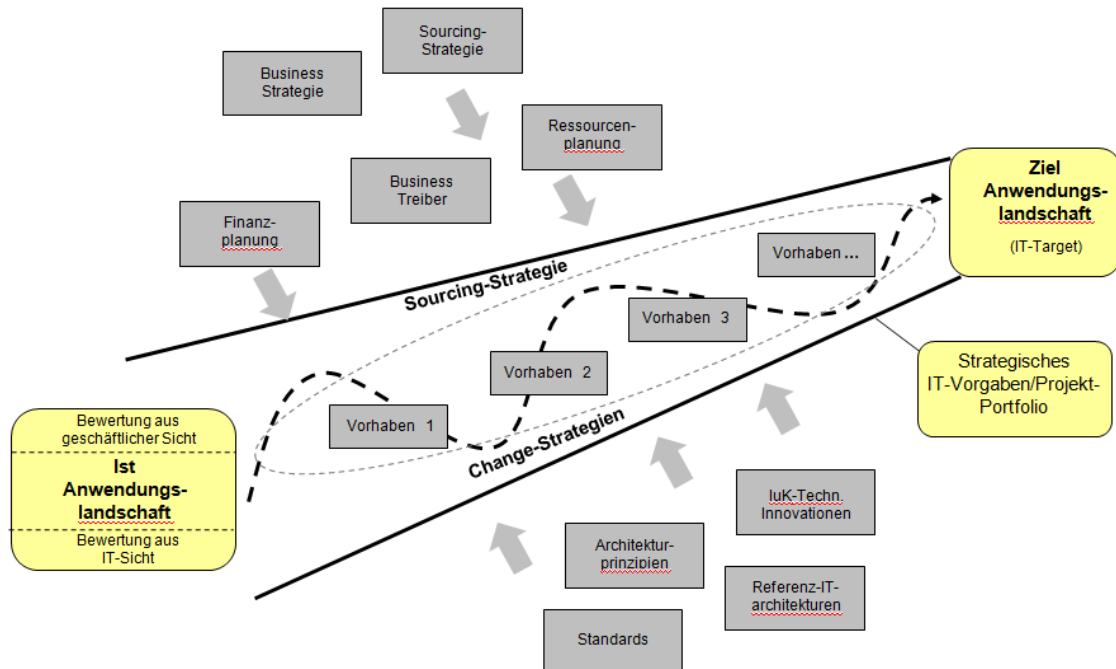 Sourcing-
Strategie
Business
Strategie
Ressourcen-
planung
Business
Treiber
Finanz-
planung
Ziel
Anwendungs-
landschaft
(IT-Target)
Sourcing-Strategie
Vorhaben ...
Vorhaben 3
Vorhaben 2
Vorhaben 1
Change-Strategien
Strategisches
IT-Vorgaben/Projekt-
Portfolio
Bewertung aus
geschäftlicher Sicht
Ist
Anwendungs-
landschaft
Bewertung aus
IT-Sicht
IuK-Techn.
Innovationen
Architektur-
prinzipien
Referenz-IT-
architekturen
Standards